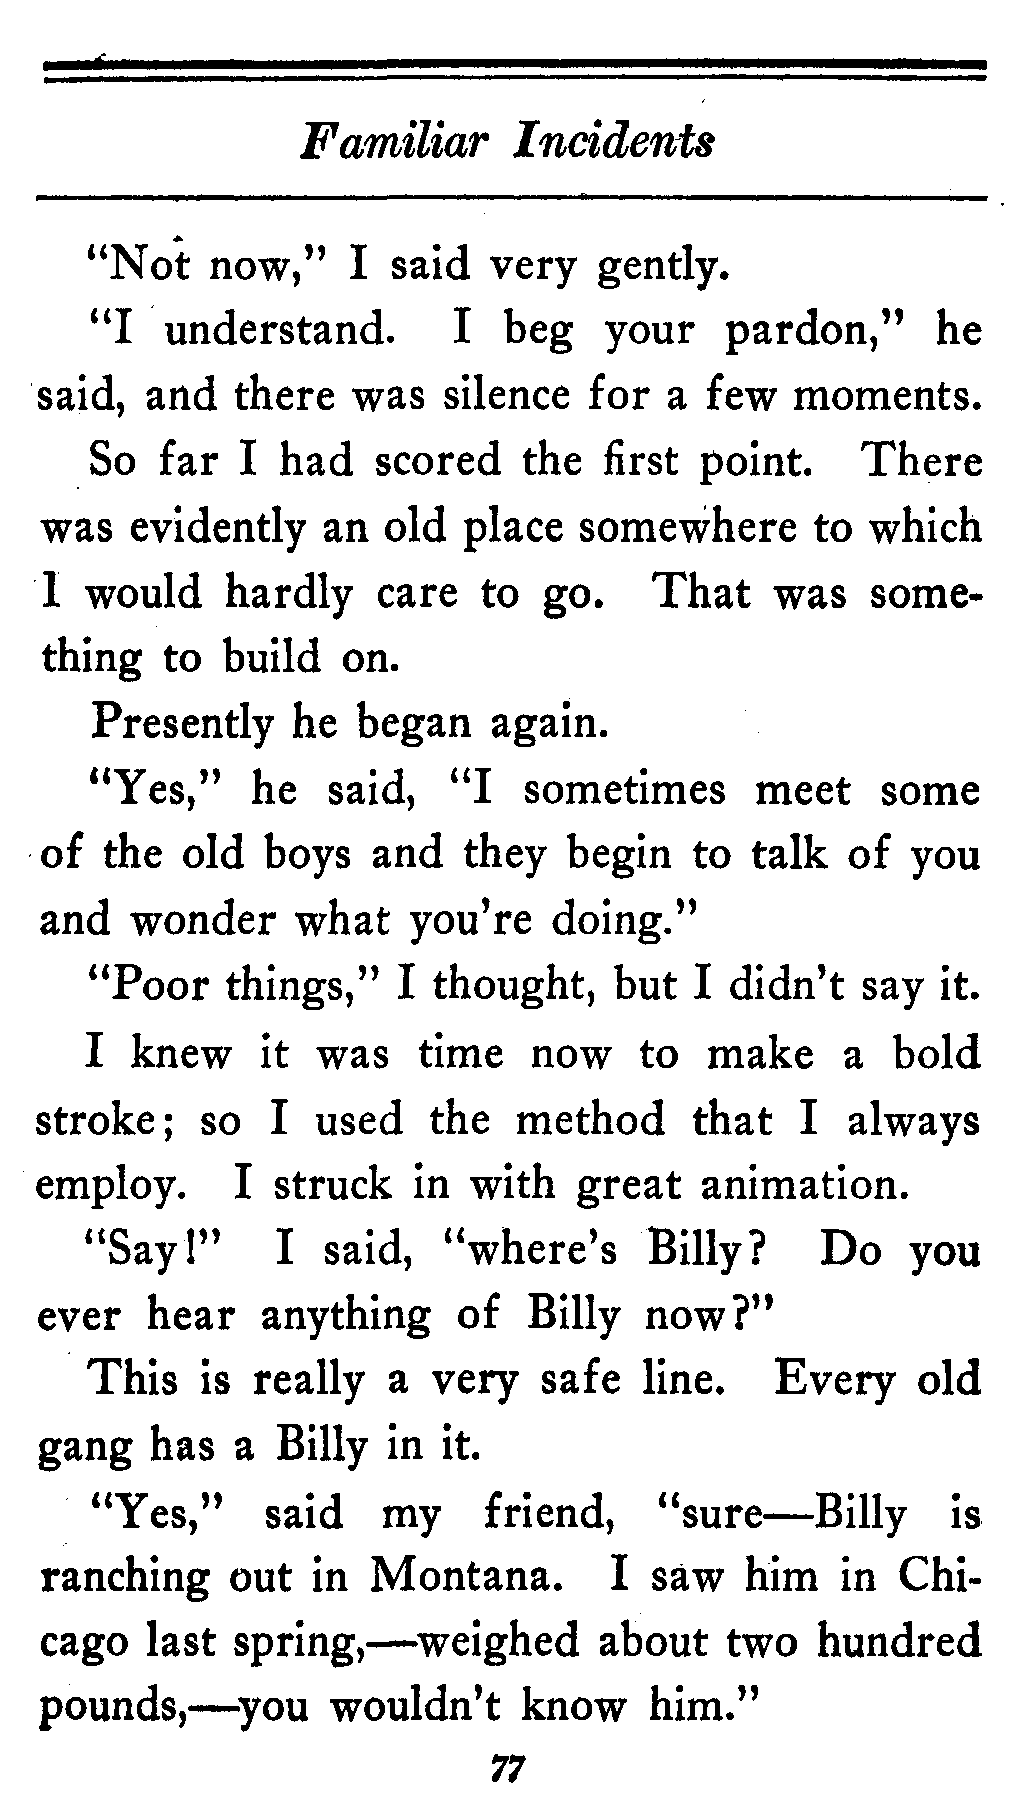 Familiar Incidents
"Not now," I said very gently.
"I understand. I beg your pardon," he
said, and there was silence for a few moments.
So far I had scored the first point. There
was evidently an old place somewhere to which
I would hardly care to go. That was some-
thing to build on.
Presently he began again.
"Yes," he said, "I sometimes meet some
of the old boys and they begin to talk of you
and wonder what you're doing."
"Poor things," I thought, but I didn't say it.
I knew it was time now to make a bold
stroke; so I used the method that I always
employ. I struck in with great animation.
"Say!" I said, "where's Billy? Do you
ever hear anything of Billy now?"
This is really a very safe line. Every old
gang has a Billy in it.
"Yes," said my friend, "sure—Billy is
ranching out in Montana. I saw him in Chi-
cago last spring,—weighed about two hundred
pounds,—you wouldn't know him."
77